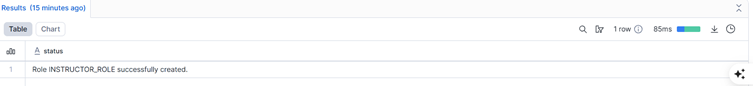 Results (15 minutes ago)
Table Chart 1 row 85ms
A status
1 Role INSTRUCTOR_ROLE successfully created.